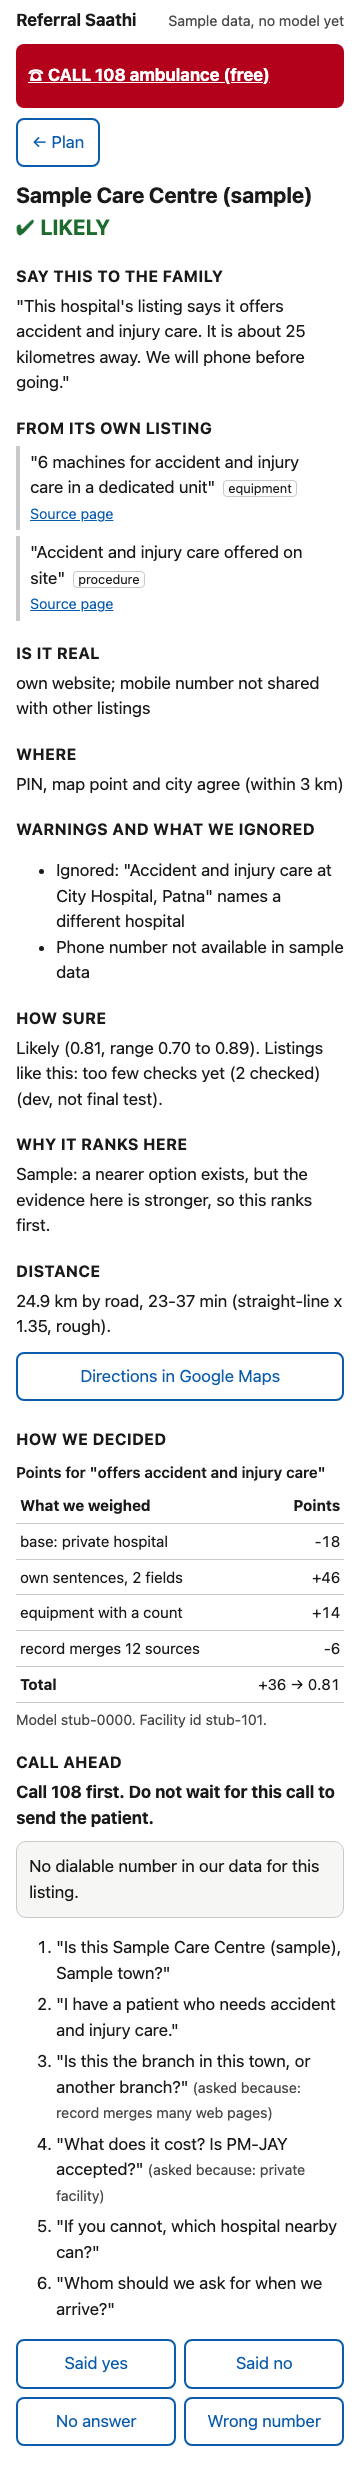 Referral Saathi
Sample data, no model yet
☎ CALL 108 ambulance (free)
← Plan
Sample Care Centre (sample)
✔ LIKELY
SAY THIS TO THE FAMILY
"This hospital's listing says it offers
accident and injury care. It is about 25
kilometres away. We will phone before
going."
FROM ITS OWN LISTING
"6 machines for accident and injury
care in a dedicated unit" equipment
Source page
"Accident and injury care offered on
site" procedure
Source page
IS IT REAL
own website; mobile number not shared
with other listings
WHERE
PIN, map point and city agree (within 3 km)
WARNINGS AND WHAT WE IGNORED
• Ignored: "Accident and injury care at
City Hospital, Patna" names a
different hospital
• Phone number not available in sample
data
HOW SURE
Likely (0.81, range 0.70 to 0.89). Listings
like this: too few checks yet (2 checked)
(dev, not final test).
WHY IT RANKS HERE
Sample: a nearer option exists, but the
evidence here is stronger, so this ranks
first.
DISTANCE
24.9 km by road, 23-37 min (straight-line x
1.35, rough).
Directions in Google Maps
HOW WE DECIDED
Points for "offers accident and injury care"
What we weighed Points
base: private hospital -18
own sentences, 2 fields +46
equipment with a count +14
record merges 12 sources -6
Total +36 → 0.81
Model stub-0000. Facility id stub-101.
CALL AHEAD
Call 108 first. Do not wait for this call to
send the patient.
No dialable number in our data for this
listing.
1. "Is this Sample Care Centre (sample),
Sample town?"
2. "I have a patient who needs accident
and injury care."
3. "Is this the branch in this town, or
another branch?" (asked because:
record merges many web pages)
4. "What does it cost? Is PM-JAY
accepted?" (asked because: private
facility)
5. "If you cannot, which hospital nearby
can?"
6. "Whom should we ask for when we
arrive?"
Said yes
Said no
No answer
Wrong number